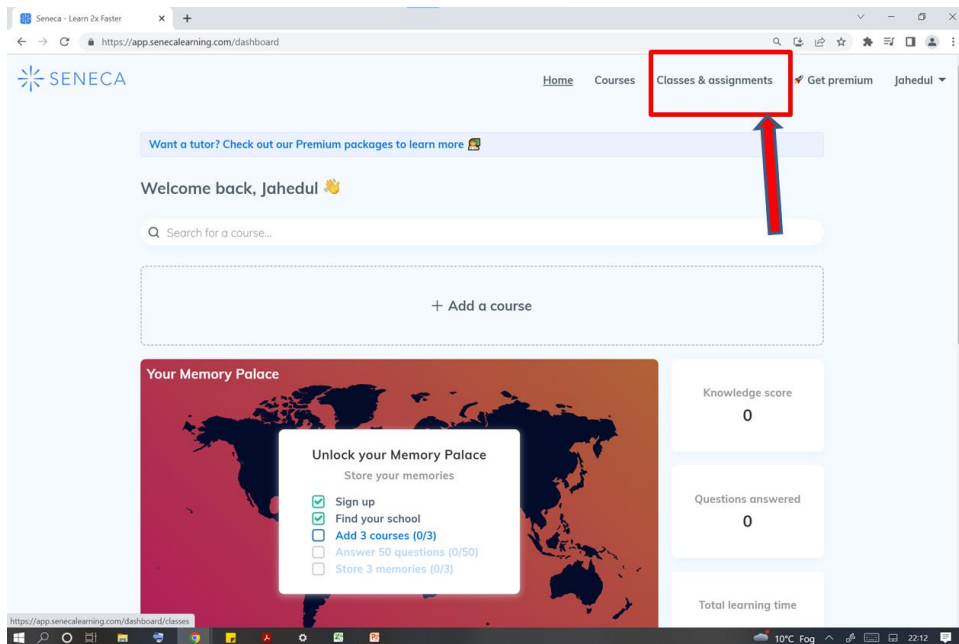 Seneca - Learn 2x Faster
https://app.senecalearning.com/dashboard
SENECA
Home Courses Classes & assignments Get premium Jahedul
Want a tutor? Check out our Premium packages to learn more
Welcome back, Jahedul
Search for a course...
+ Add a course
Your Memory Palace
Unlock your Memory Palace
Store your memories
Sign up
Find your school
Add 3 courses (0/3)
Answer 50 questions (0/50)
Store 3 memories (0/3)
Knowledge score
0
Questions answered
0
Total learning time
https://app.senecalearning.com/dashboard/classes
10°C Fog 22:12